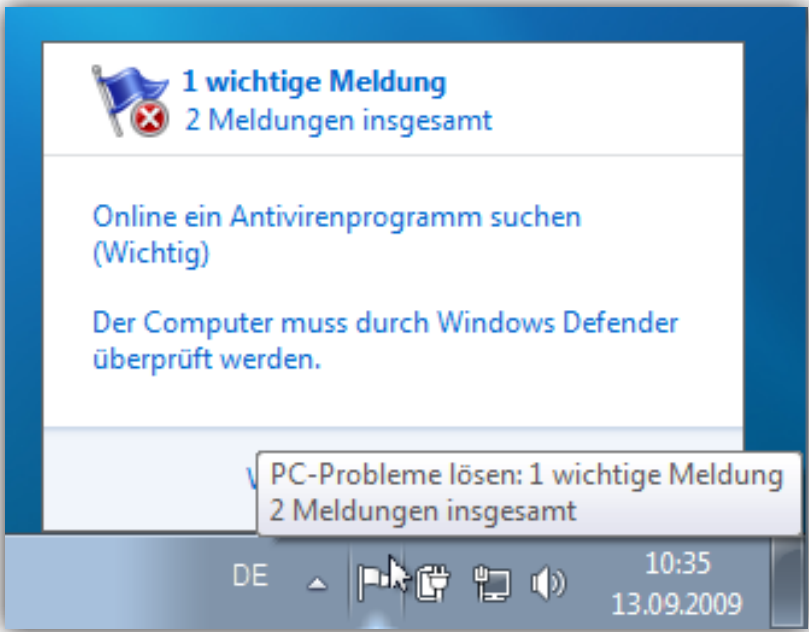 1 wichtige Meldung
2 Meldungen insgesamt
Online ein Antivirenprogramm suchen
(Wichtig)
Der Computer muss durch Windows Defender
überprüft werden.
PC-Probleme lösen: 1 wichtige Meldung
2 Meldungen insgesamt
DE
10:35
13.09.2009